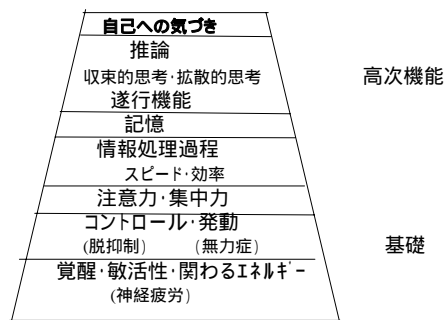 自己への気づき
推論
収束的思考・拡散的思考
遂行機能
高次機能
記憶
情報処理過程
スピード・効率
注意力・集中力
コントロール・発動
(脱抑制) (無力症)
基礎
覚醒・敏活性・関わるエネルギー
(神経疲労)